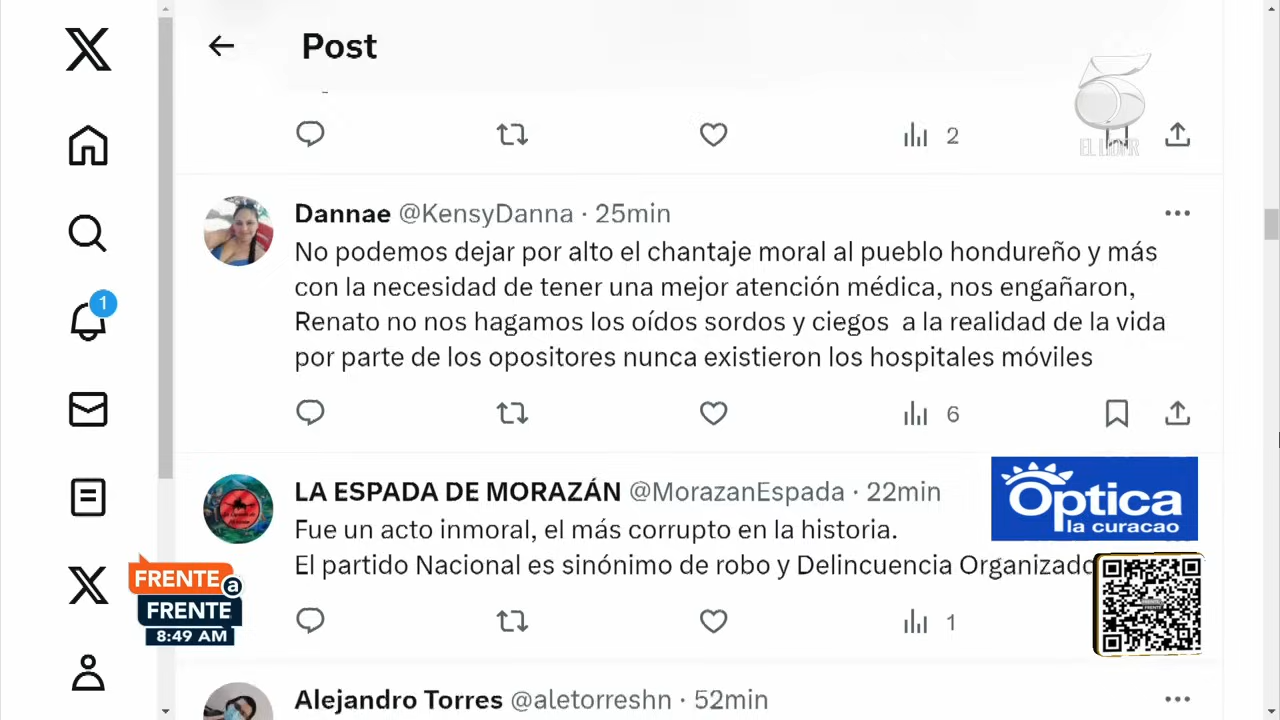 Post
5
EL LIDER
2
Dannae @KensyDanna · 25min
No podemos dejar por alto el chantaje moral al pueblo hondureño y más
con la necesidad de tener una mejor atención médica, nos engañaron,
Renato no nos hagamos los oídos sordos y ciegos a la realidad de la vida
por parte de los opositores nunca existieron los hospitales móviles
6
1
LA ESPADA DE MORAZÁN @MorazanEspada · 22min
Fue un acto inmoral, el más corrupto en la historia.
El partido Nacional es sinónimo de robo y Delincuencia Organizado
1
Optica
la curacao
FRENTE a
FRENTE
8:49 AM
Alejandro Torres @aletorreshn · 52min